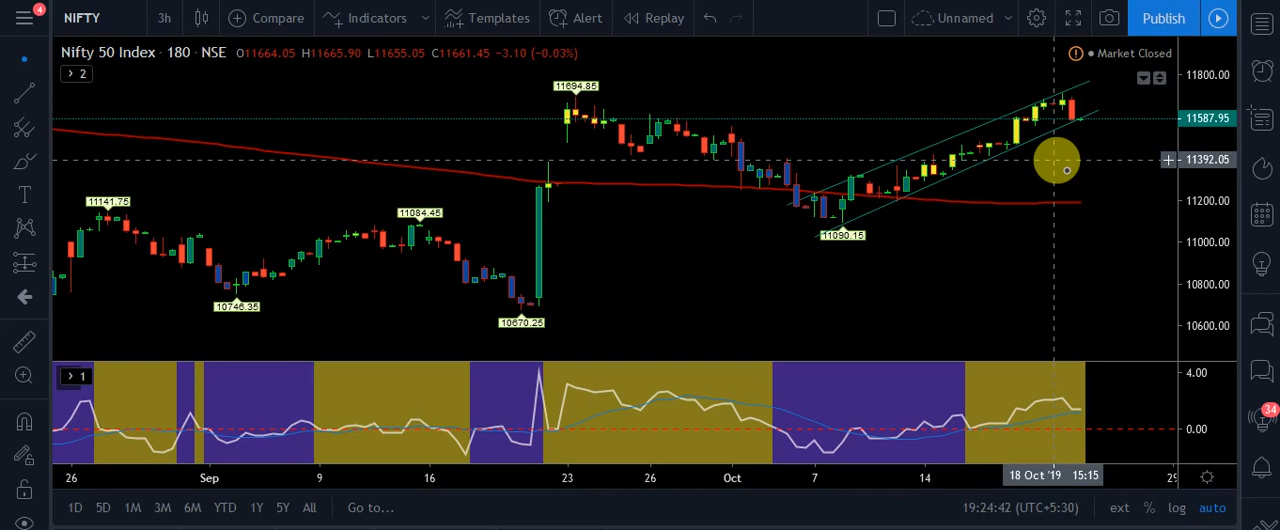 4
NIFTY
3h
Compare
Indicators
Templates
Alert
Replay
Unnamed
Publish
Nifty 50 Index · 180 · NSE O11664.05 H11665.90 L11655.05 C11661.45 −3.10 (−0.03%)
Market Closed
2
11800.00
11694.85
11587.95
11392.05
11141.75
11084.45
11200.00
11090.15
11000.00
10746.35
10670.25
10800.00
10600.00
1
4.00
0.00
34
26 Sep 9 16 23 26 Oct 7 14 18 Oct '19 15:15
1D 5D 1M 3M 6M YTD 1Y 5Y All Go to...
19:24:42 (UTC+5:30) ext % log auto